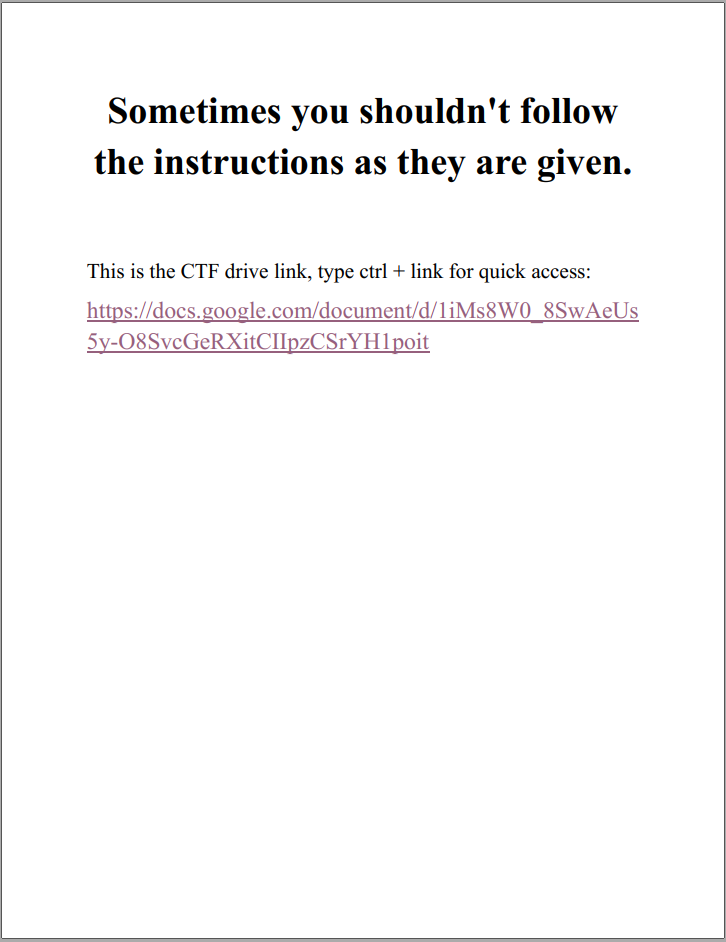 Sometimes you shouldn't follow
the instructions as they are given.
This is the CTF drive link, type ctrl + link for quick access:
https://docs.google.com/document/d/1iMs8W0_8SwAeUs
5y-O8SvcGeRXitCIIpzCSrYH1poit